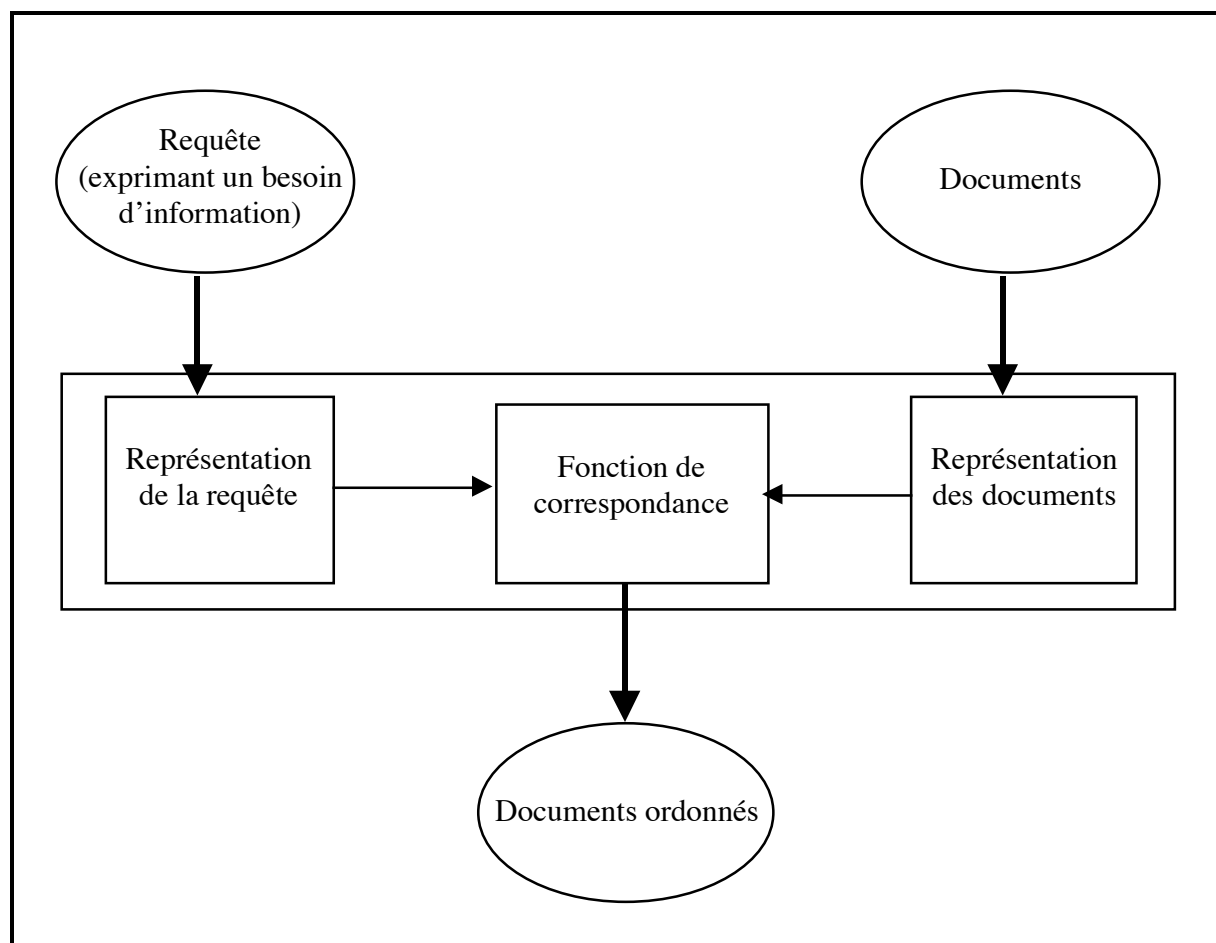 Requête
(exprimant un besoin
d’information)
Documents
Représentation
de la requête
Fonction de
correspondance
Représentation
des documents
Documents ordonnés